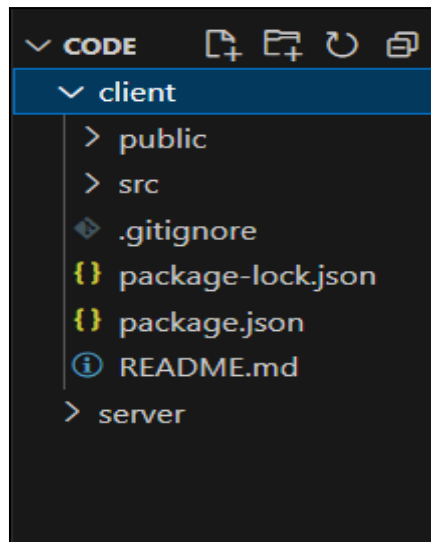 CODE
client
public
src
.gitignore
package-lock.json
package.json
README.md
server